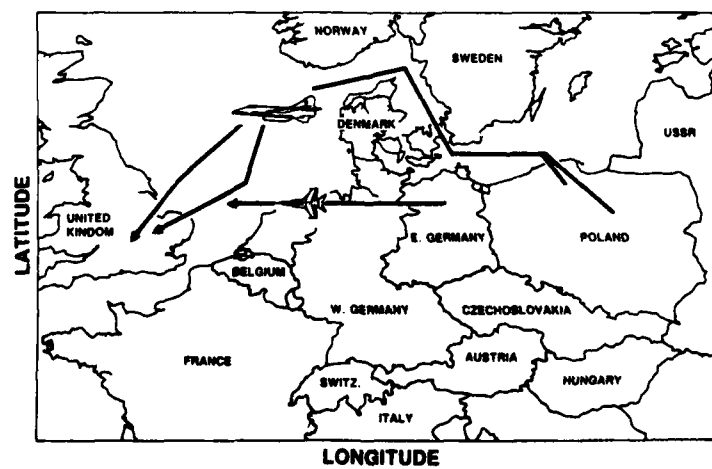 NORWAY
SWEDEN
DENMARK
USSR
LATITUDE
UNITED
KINDOM
E. GERMANY
POLAND
BELGIUM
W. GERMANY
CZECHOSLOVAKIA
FRANCE
AUSTRIA
SWITZ.
HUNGARY
ITALY
LONGITUDE